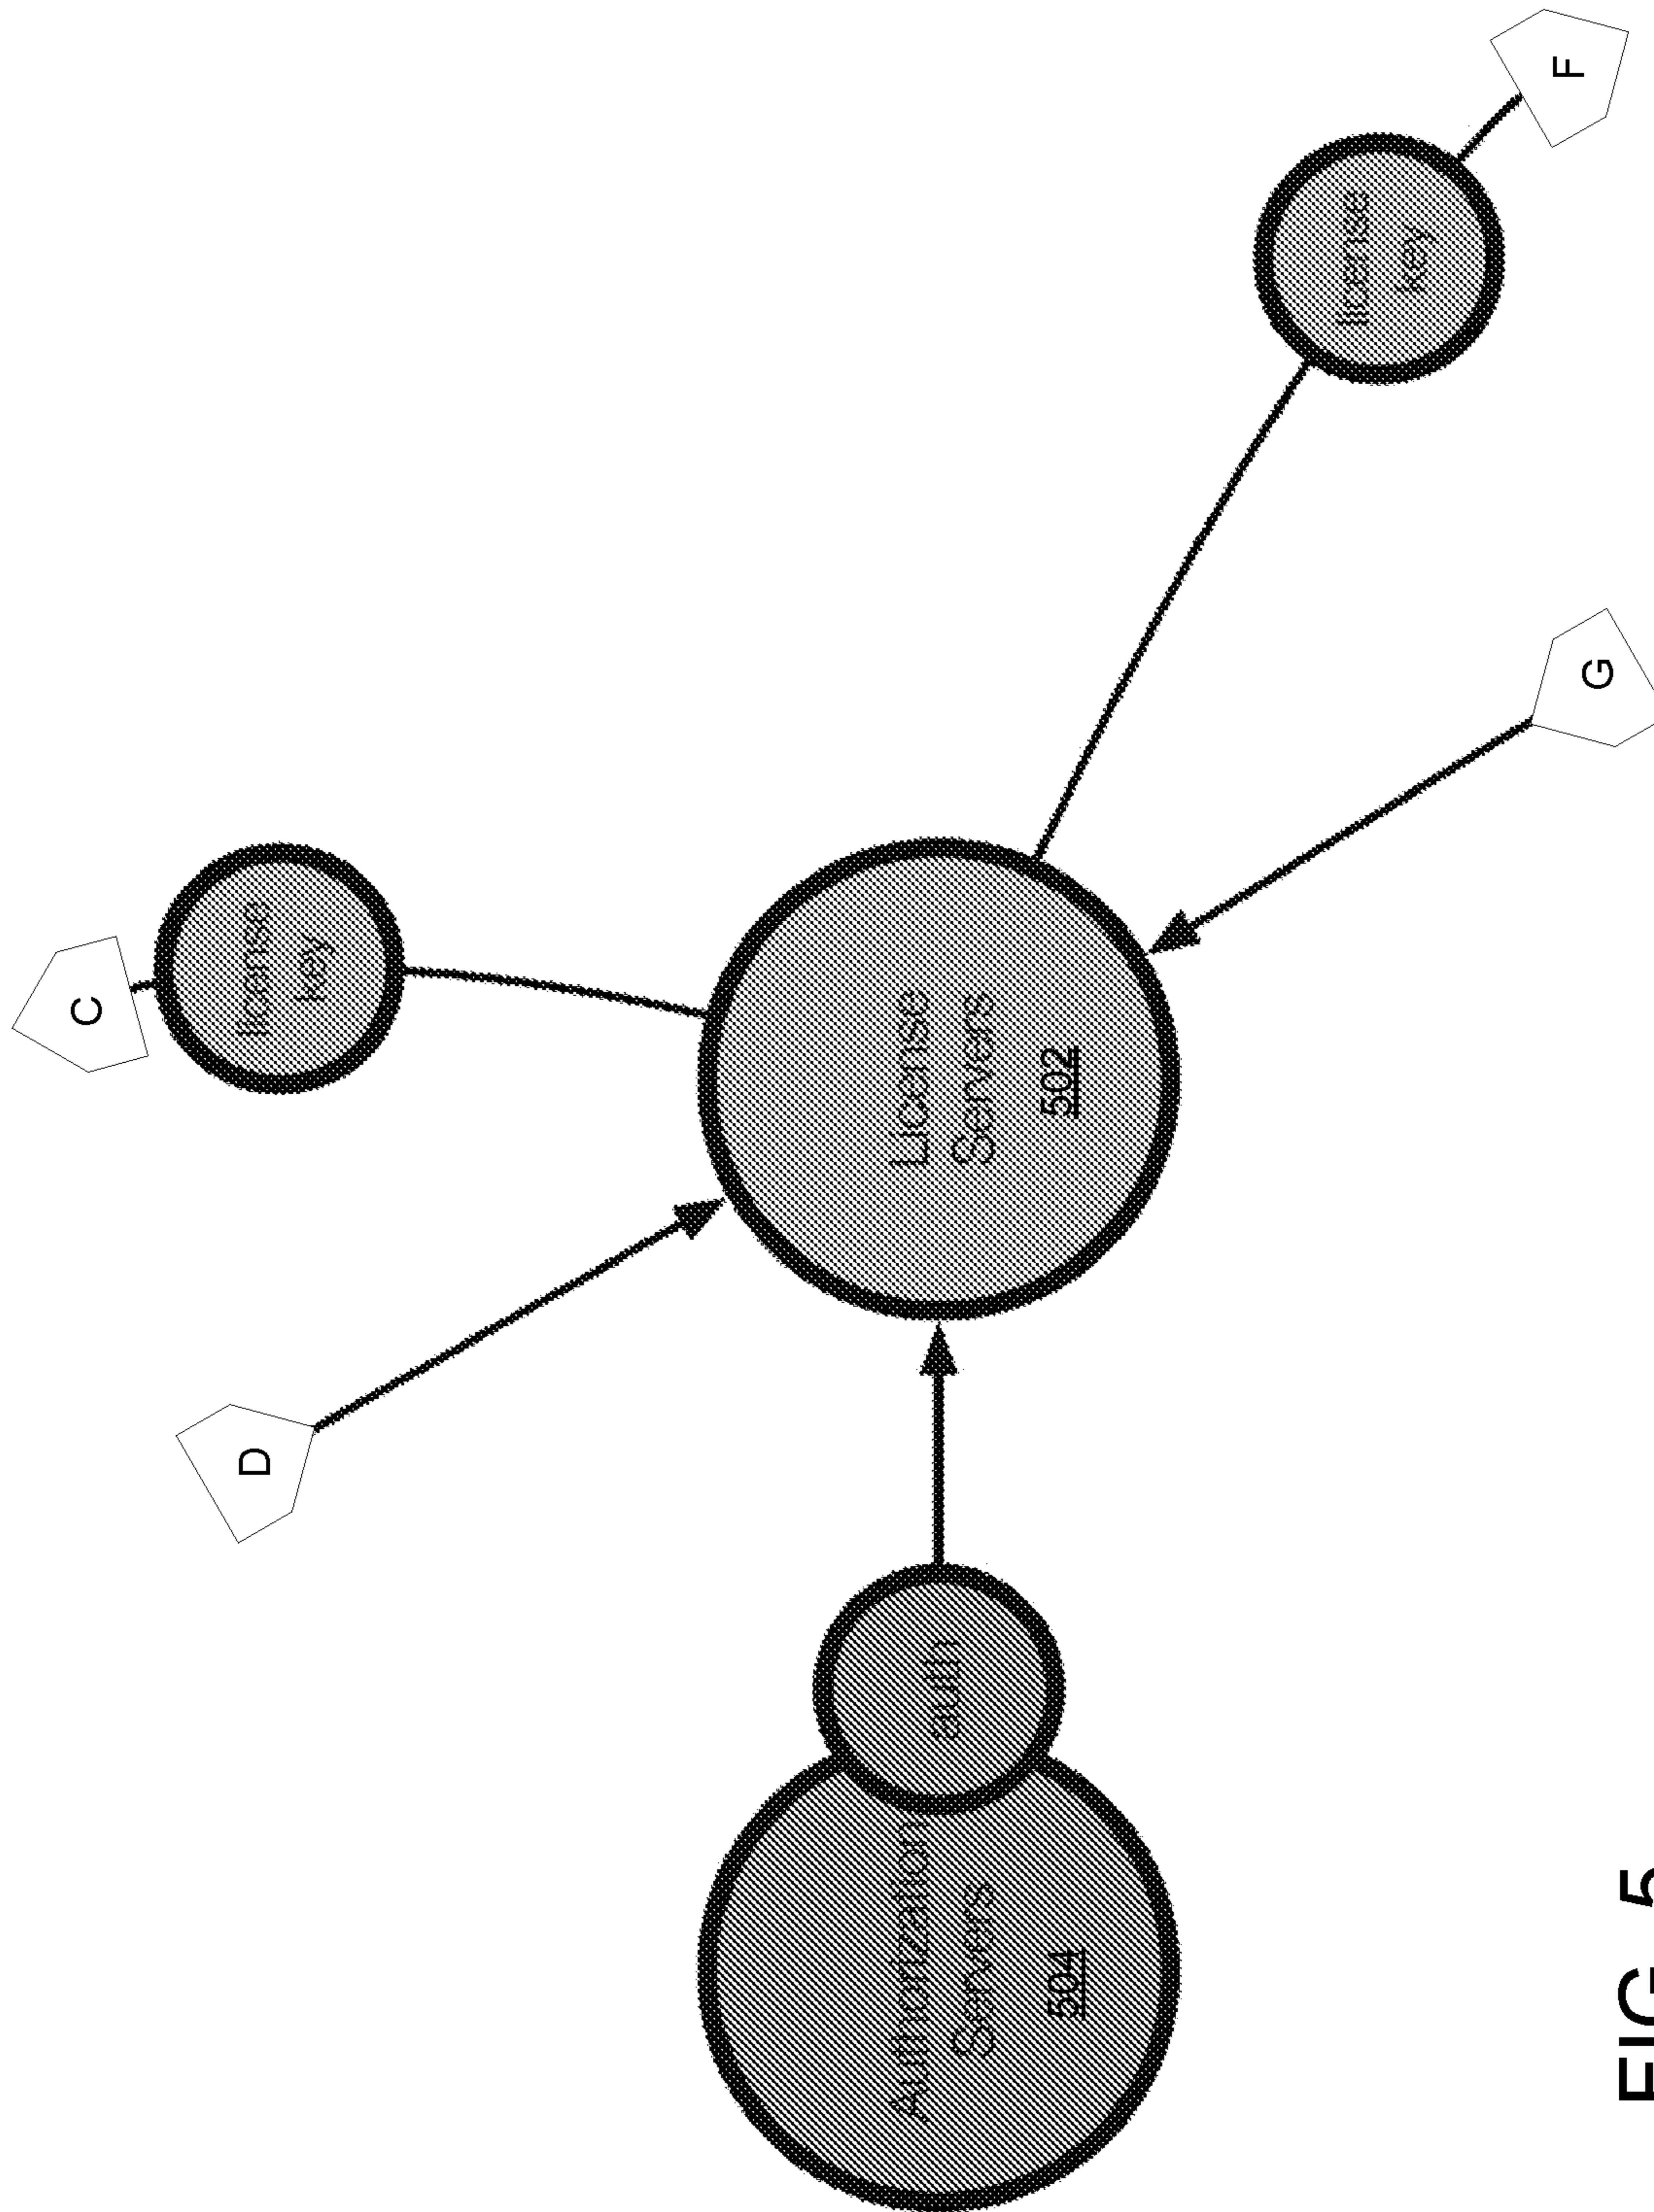 C
license
key
D
Authorization
Servers
504
auth
License
Servers
502
license
key
F
G
FIG. 5